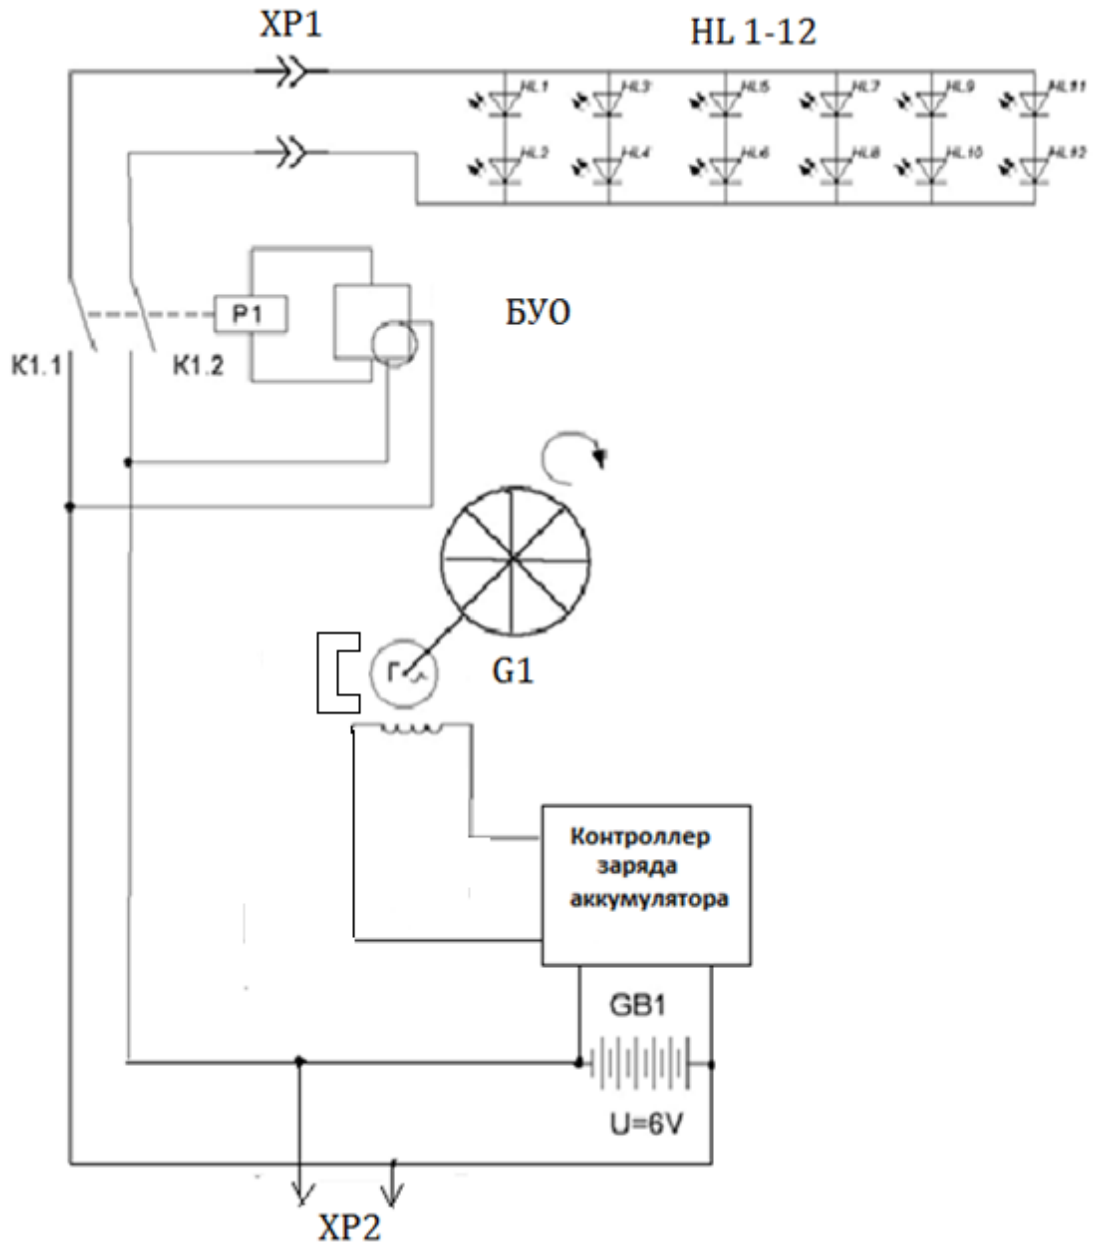 XP1
HL 1-12
HL1
HL3
HL5
HL7
HL9
HL11
HL2
HL4
HL6
HL8
HL10
HL12
P1
БУО
K1.1
K1.2
Г
G1
Контроллер
заряда
аккумулятора
GB1
U=6V
XP2